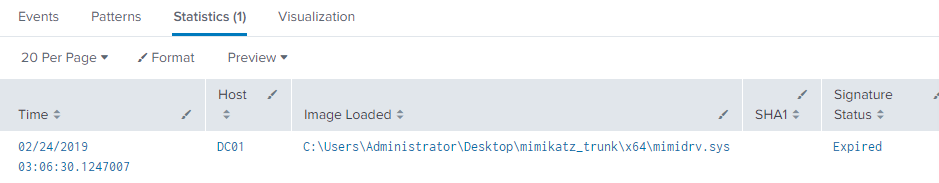 Events Patterns Statistics (1) Visualization
20 Per Page Format Preview
Time Host Image Loaded SHA1 Signature Status
02/24/2019 03:06:30.1247007 DC01 C:\Users\Administrator\Desktop\mimikatz_trunk\x64\mimidrv.sys Expired